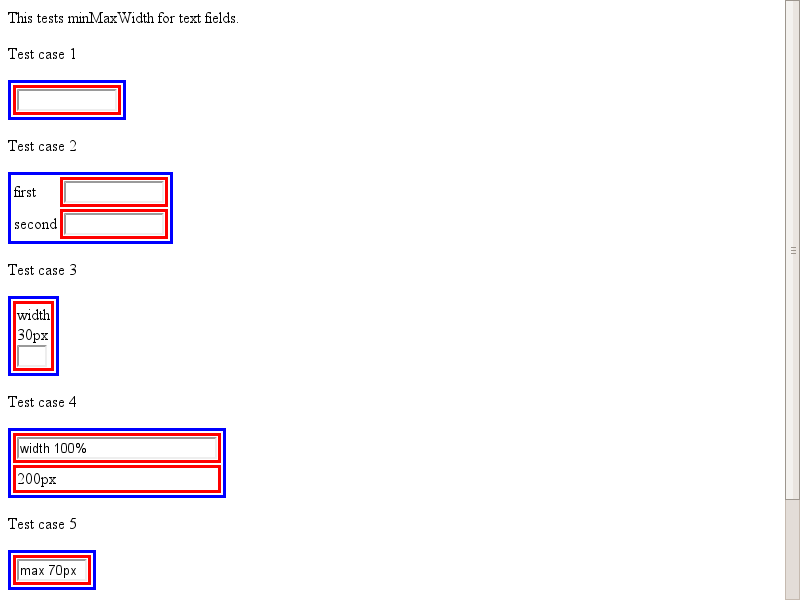 This tests minMaxWidth for text fields.
Test case 1
Test case 2
first
second
Test case 3
width
30px
Test case 4
width 100%
200px
Test case 5
max 70px